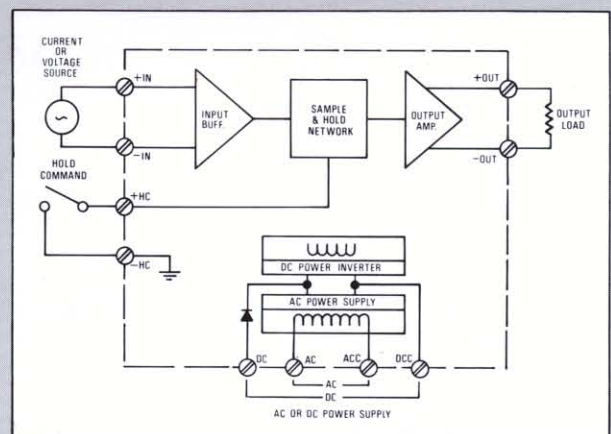 CURRENT
OR
VOLTAGE
SOURCE
+IN
-IN
INPUT
BUFF.
SAMPLE
& HOLD
NETWORK
OUTPUT
AMP.
+OUT
-OUT
OUTPUT
LOAD
HOLD
COMMAND
+HC
-HC
DC POWER INVERTER
AC POWER SUPPLY
DC
AC
ACC
DCC
AC
DC
AC OR DC POWER SUPPLY